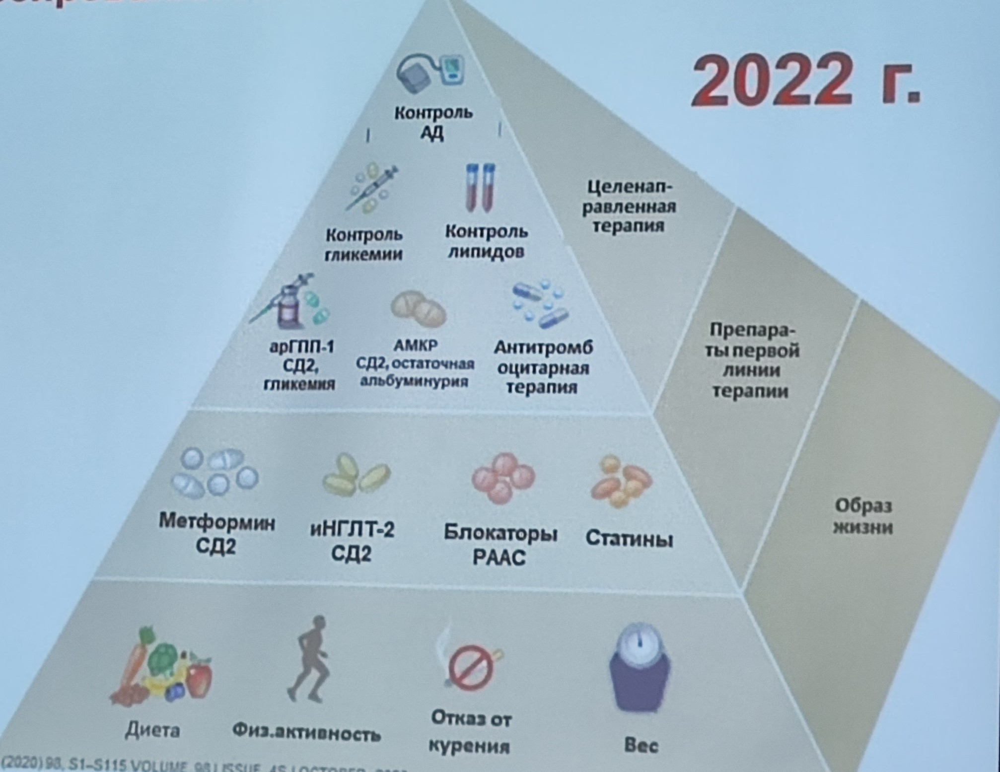 2022 г.
Контроль
АД
Контроль
гликемии
Контроль
липидов
Целенап-
равленная
терапия
арГПП-1
СД2,
гликемия
АМКР
СД2, остаточная
альбуминурия
Антитромб
оцитарная
терапия
Препара-
ты первой
линии
терапии
Метформин
СД2
иНГЛТ-2
СД2
Блокаторы
РААС
Статины
Образ
жизни
Диета
Физ.активность
Отказ от
курения
Вес
(2020) 98, S1–S115 VOLUME 98 | ISSUE 4S | OCTOBER